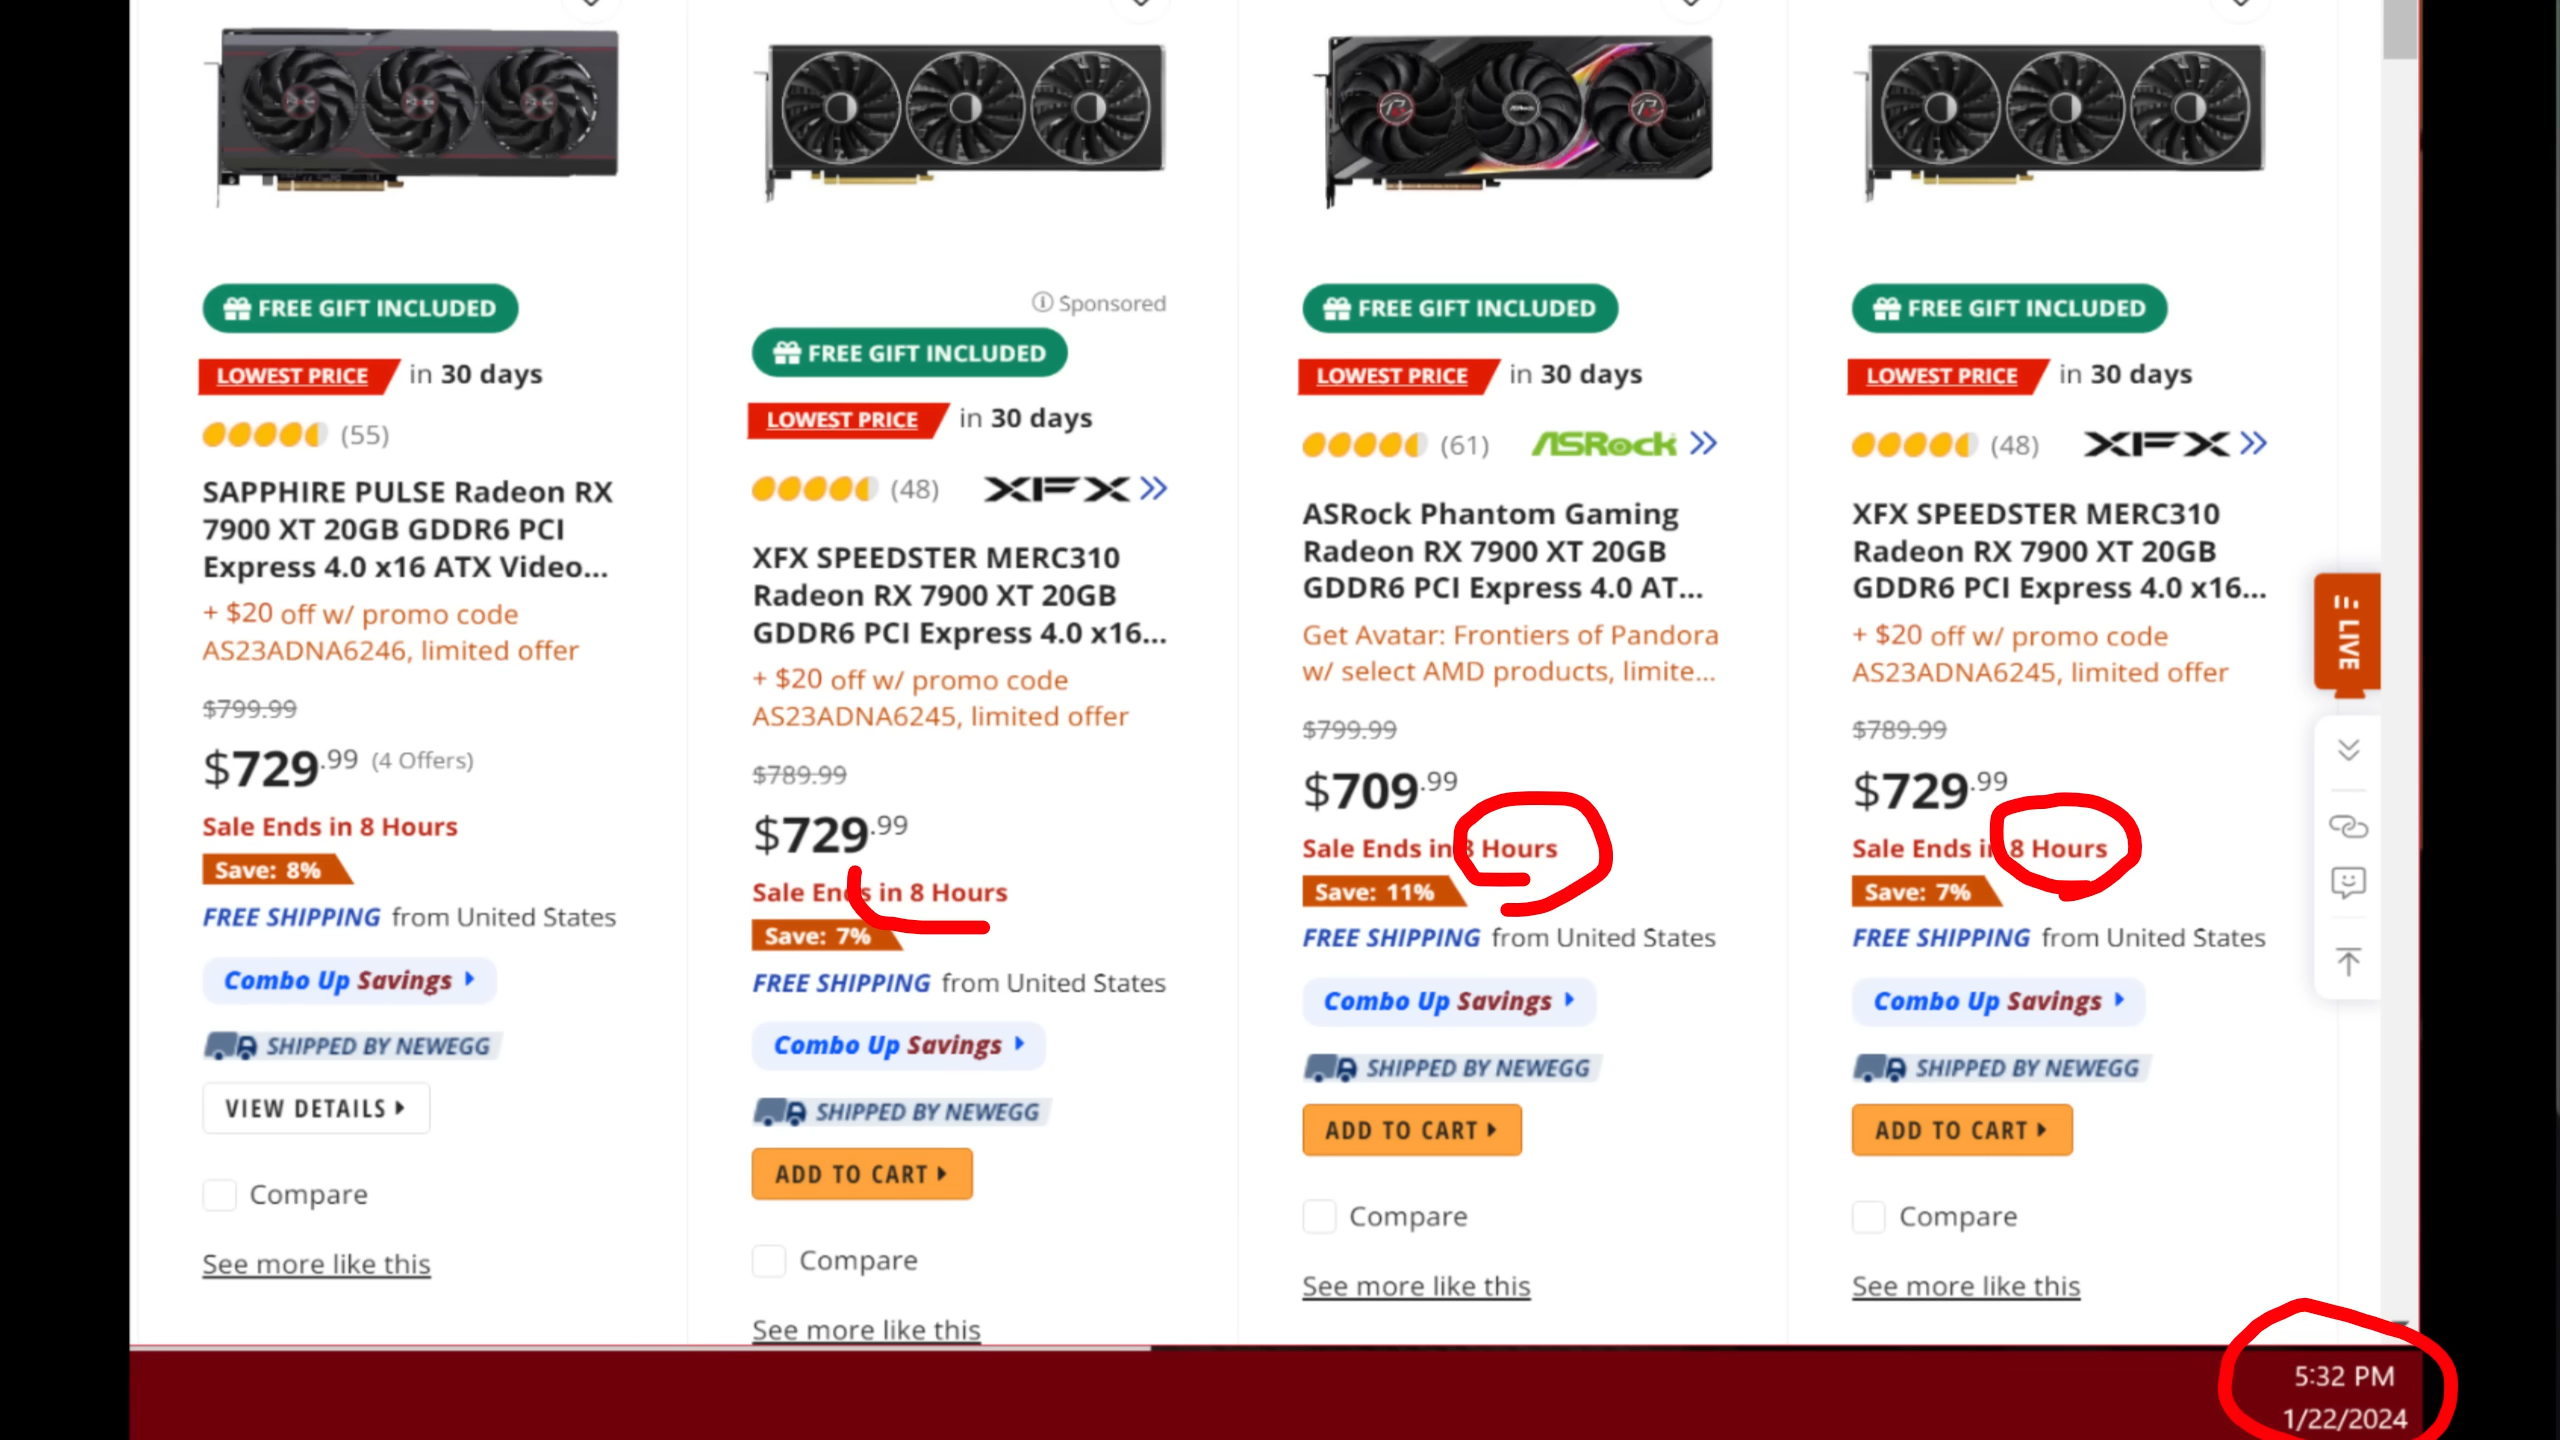 FREE GIFT INCLUDED
LOWEST PRICE in 30 days
(55)
SAPPHIRE PULSE Radeon RX
7900 XT 20GB GDDR6 PCI
Express 4.0 x16 ATX Video...
+ $20 off w/ promo code
AS23ADNA6246, limited offer
$799.99
$729.99 (4 Offers)
Sale Ends in 8 Hours
Save: 8%
FREE SHIPPING from United States
Combo Up Savings
SHIPPED BY NEWEGG
VIEW DETAILS
Compare
See more like this
Sponsored
FREE GIFT INCLUDED
LOWEST PRICE in 30 days
(48) XFX
XFX SPEEDSTER MERC310
Radeon RX 7900 XT 20GB
GDDR6 PCI Express 4.0 x16...
+ $20 off w/ promo code
AS23ADNA6245, limited offer
$789.99
$729.99
Sale Ends in 8 Hours
Save: 7%
FREE SHIPPING from United States
Combo Up Savings
SHIPPED BY NEWEGG
ADD TO CART
Compare
See more like this
FREE GIFT INCLUDED
LOWEST PRICE in 30 days
(61) ASRock
ASRock Phantom Gaming
Radeon RX 7900 XT 20GB
GDDR6 PCI Express 4.0 AT...
Get Avatar: Frontiers of Pandora
w/ select AMD products, limite...
$799.99
$709.99
Sale Ends in 8 Hours
Save: 11%
FREE SHIPPING from United States
Combo Up Savings
SHIPPED BY NEWEGG
ADD TO CART
Compare
See more like this
FREE GIFT INCLUDED
LOWEST PRICE in 30 days
(48) XFX
XFX SPEEDSTER MERC310
Radeon RX 7900 XT 20GB
GDDR6 PCI Express 4.0 x16...
+ $20 off w/ promo code
AS23ADNA6245, limited offer
$789.99
$729.99
Sale Ends in 8 Hours
Save: 7%
FREE SHIPPING from United States
Combo Up Savings
SHIPPED BY NEWEGG
ADD TO CART
Compare
See more like this
LIVE
5:32 PM
1/22/2024